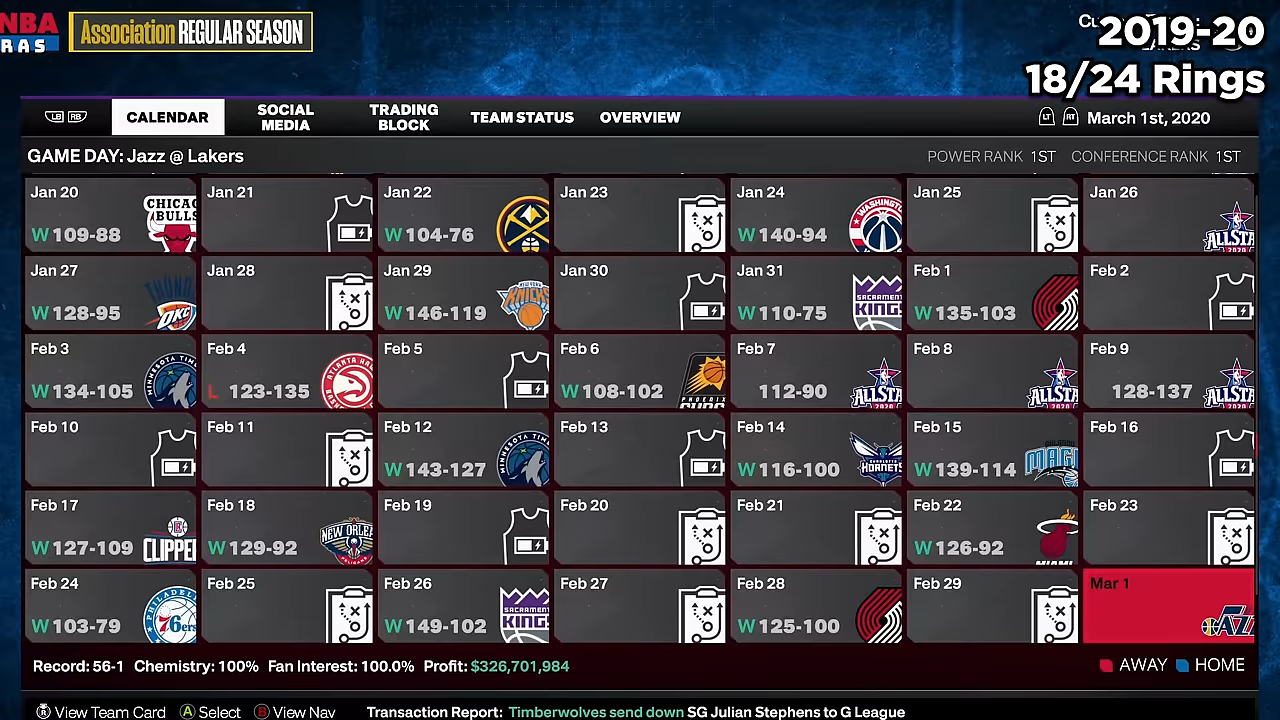 NBA
RAS
Association REGULAR SEASON
2019-20
18/24 Rings
LB RB
CALENDAR
SOCIAL MEDIA
TRADING BLOCK
TEAM STATUS
OVERVIEW
LT RT March 1st, 2020
GAME DAY: Jazz @ Lakers
POWER RANK 1ST CONFERENCE RANK 1ST
Jan 20 Jan 21 Jan 22 Jan 23 Jan 24 Jan 25 Jan 26
W 109-88 W 104-76 W 140-94
Jan 27 Jan 28 Jan 29 Jan 30 Jan 31 Feb 1 Feb 2
W 128-95 W 146-119 W 110-75 W 135-103
Feb 3 Feb 4 Feb 5 Feb 6 Feb 7 Feb 8 Feb 9
W 134-105 L 123-135 W 108-102 112-90 128-137
Feb 10 Feb 11 Feb 12 Feb 13 Feb 14 Feb 15 Feb 16
W 143-127 W 116-100 W 139-114
Feb 17 Feb 18 Feb 19 Feb 20 Feb 21 Feb 22 Feb 23
W 127-109 W 129-92 W 126-92
Feb 24 Feb 25 Feb 26 Feb 27 Feb 28 Feb 29 Mar 1
W 103-79 W 149-102 W 125-100
Record: 56-1 Chemistry: 100% Fan Interest: 100.0% Profit: $326,701,984
AWAY HOME
R View Team Card A Select B View Nav Transaction Report: Timberwolves send down SG Julian Stephens to G League